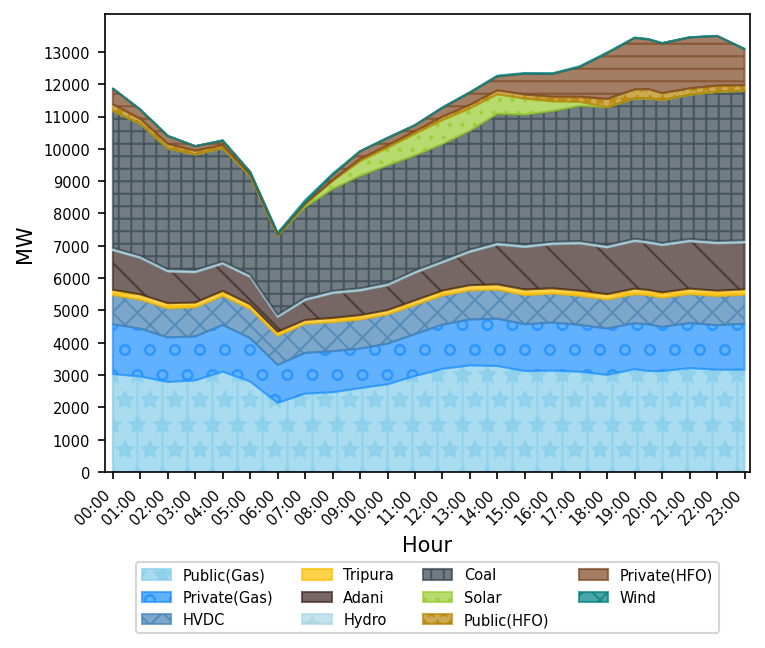 MW
13000
12000
11000
10000
9000
8000
7000
6000
5000
4000
3000
2000
1000
0
00:00 01:00 02:00 03:00 04:00 05:00 06:00 07:00 08:00 09:00 10:00 11:00 12:00 13:00 14:00 15:00 16:00 17:00 18:00 19:00 20:00 21:00 22:00 23:00
Hour
Public(Gas) Tripura Coal Private(HFO)
Private(Gas) Adani Solar Wind
HVDC Hydro Public(HFO)